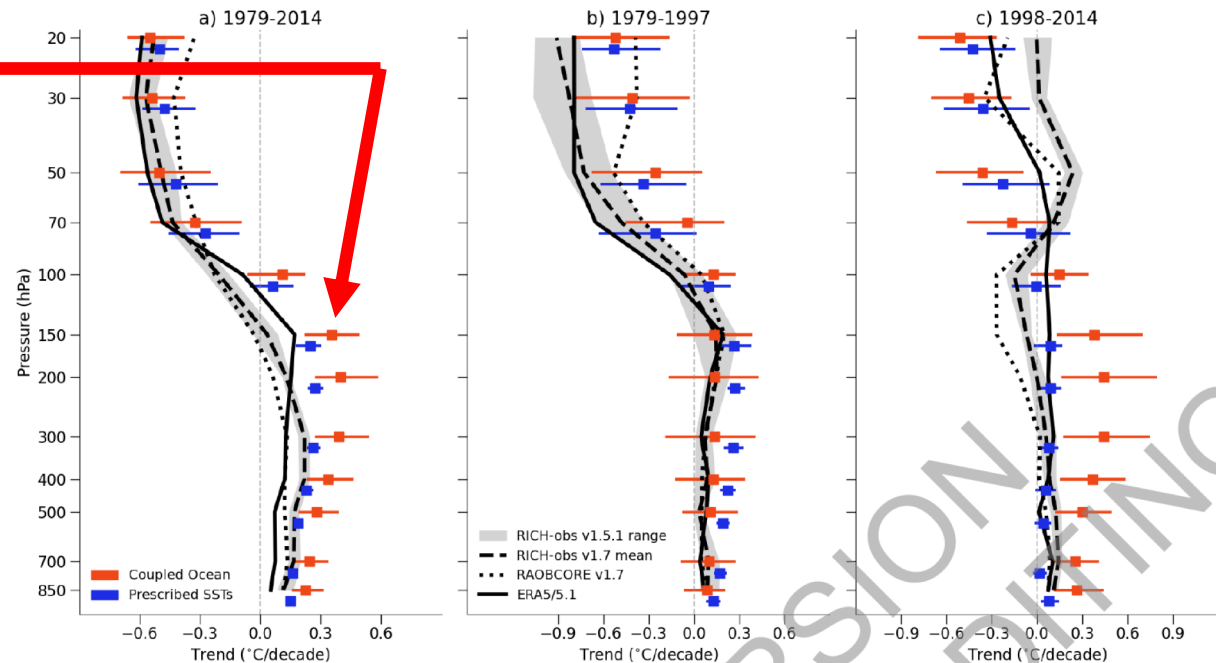 a) 1979-2014
b) 1979-1997
c) 1998-2014
Pressure (hPa)
20
30
50
70
100
150
200
300
400
500
700
850
Coupled Ocean
Prescribed SSTs
RICH-obs v1.5.1 range
RICH-obs v1.7 mean
RAOBCORE v1.7
ERA5/5.1
−0.6 −0.3 0.0 0.3 0.6
−0.9 −0.6 −0.3 0.0 0.3 0.6
−0.9 −0.6 −0.3 0.0 0.3 0.6 0.9
Trend (˚C/decade)
Trend (˚C/decade)
Trend (˚C/decade)
VERSION
DITING